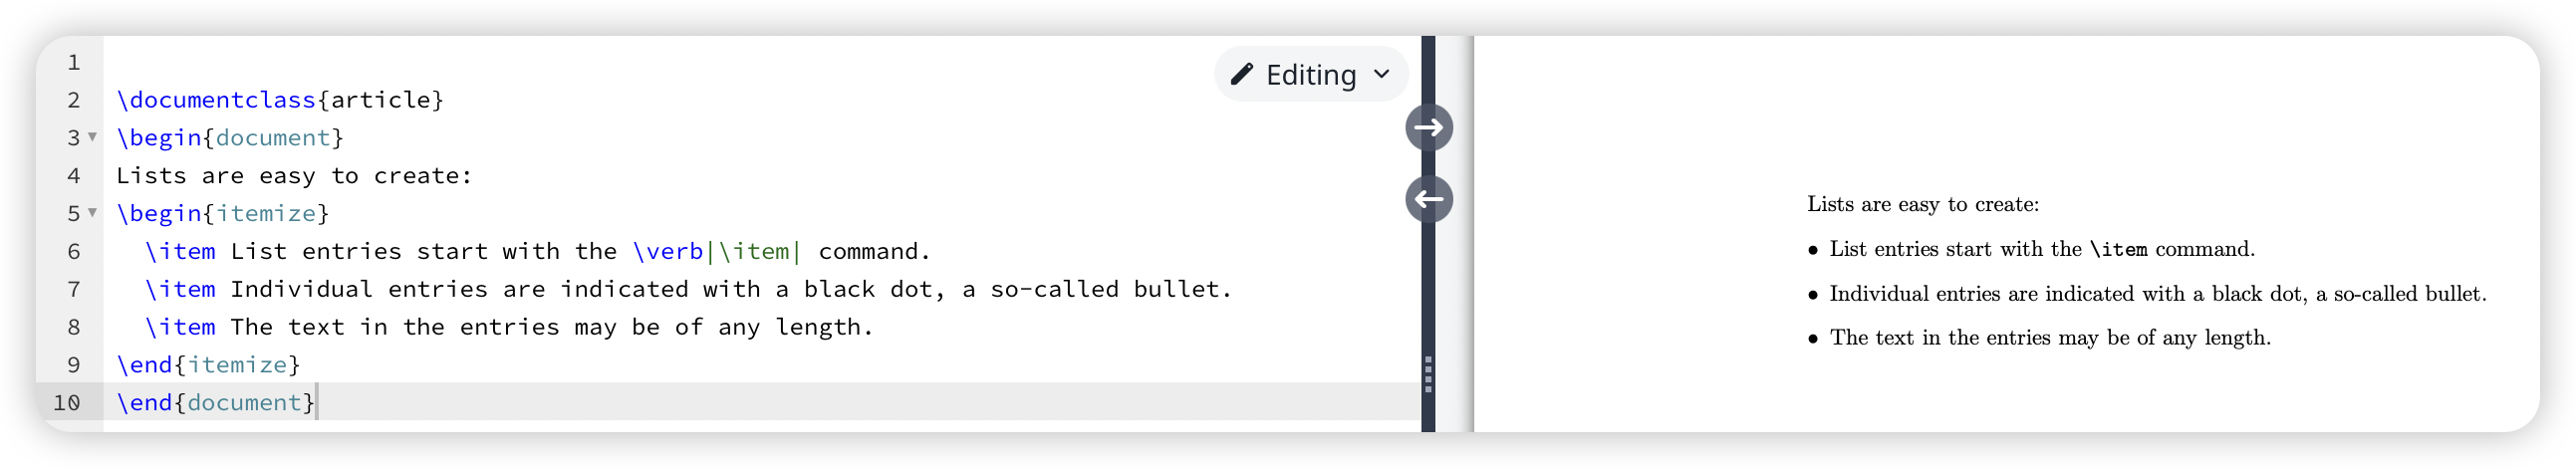 1
2 \documentclass{article}
3 \begin{document}
4 Lists are easy to create:
5 \begin{itemize}
6 \item List entries start with the \verb|\item| command.
7 \item Individual entries are indicated with a black dot, a so-called bullet.
8 \item The text in the entries may be of any length.
9 \end{itemize}
10 \end{document}
Editing
Lists are easy to create:
• List entries start with the \item command.
• Individual entries are indicated with a black dot, a so-called bullet.
• The text in the entries may be of any length.